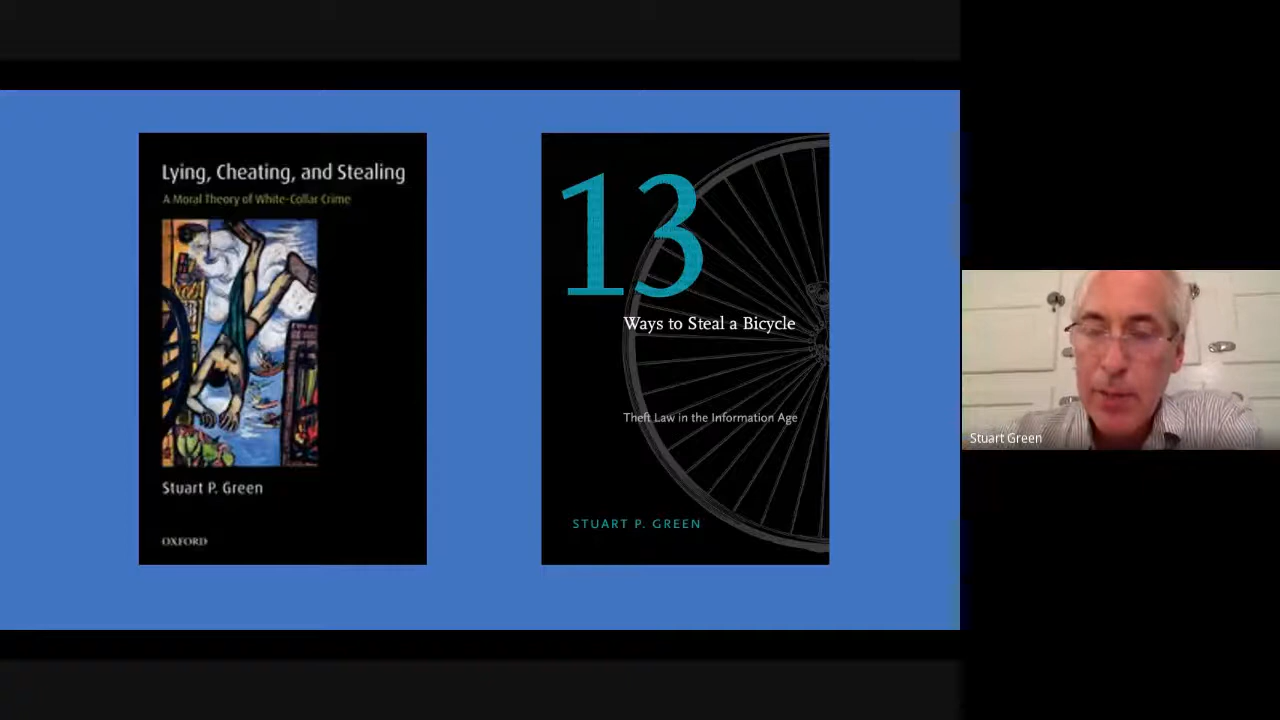 Lying, Cheating, and Stealing
A Moral Theory of White-Collar Crime
Stuart P. Green
OXFORD
13
Ways to Steal a Bicycle
Theft Law in the Information Age
STUART P. GREEN
Stuart Green